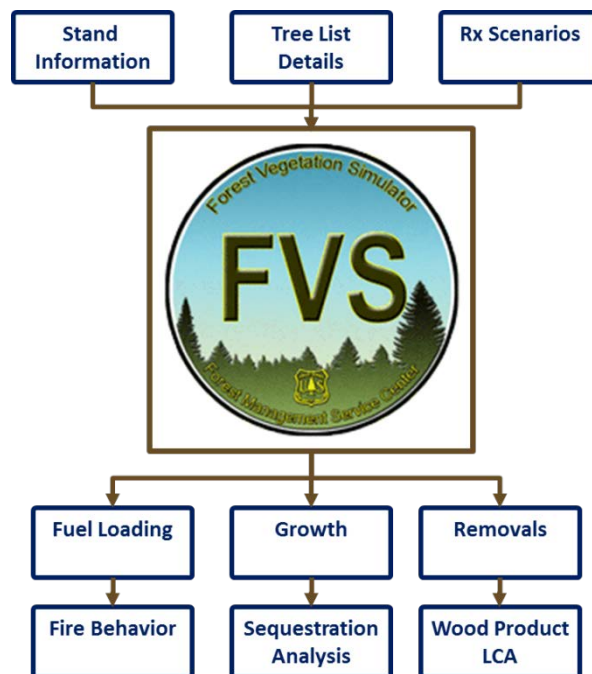 Stand
Information
Tree List
Details
Rx Scenarios
Forest Vegetation Simulator
FVS
Forest Management Service Center
Fuel Loading
Growth
Removals
Fire Behavior
Sequestration
Analysis
Wood Product
LCA